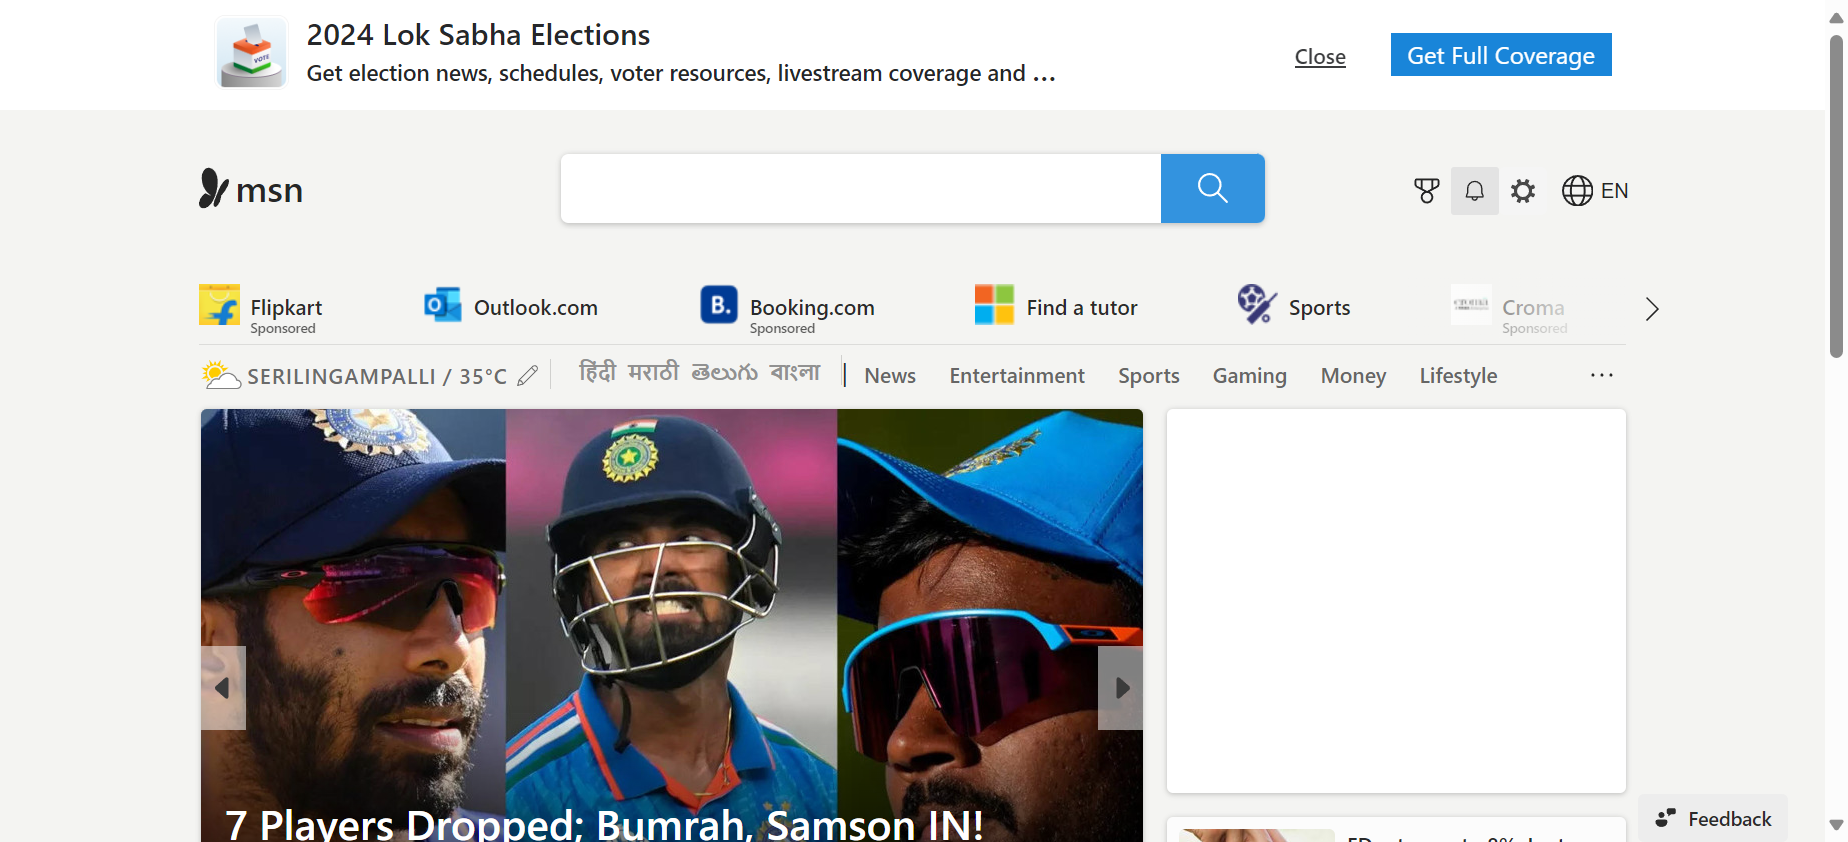 2024 Lok Sabha Elections
Get election news, schedules, voter resources, livestream coverage and ...
Close
Get Full Coverage
VOTE
msn
EN
Flipkart
Sponsored
Outlook.com
B.
Booking.com
Sponsored
Find a tutor
Sports
croma
Croma
Sponsored
SERILINGAMPALLI / 35°C
हिंदी मराठी తెలుగు বাংলা
News
Entertainment
Sports
Gaming
Money
Lifestyle
7 Players Dropped; Bumrah, Samson IN!
Feedback